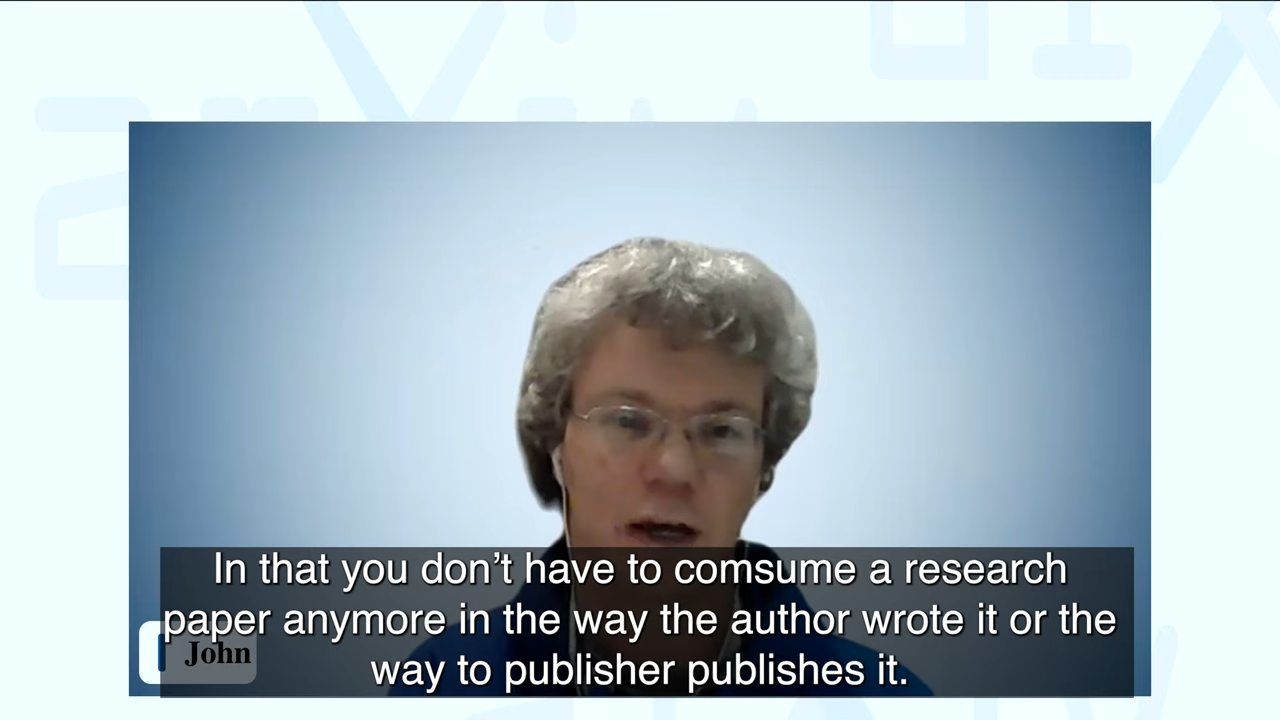 In that you don’t have to comsume a research
paper anymore in the way the author wrote it or the
way to publisher publishes it.
John